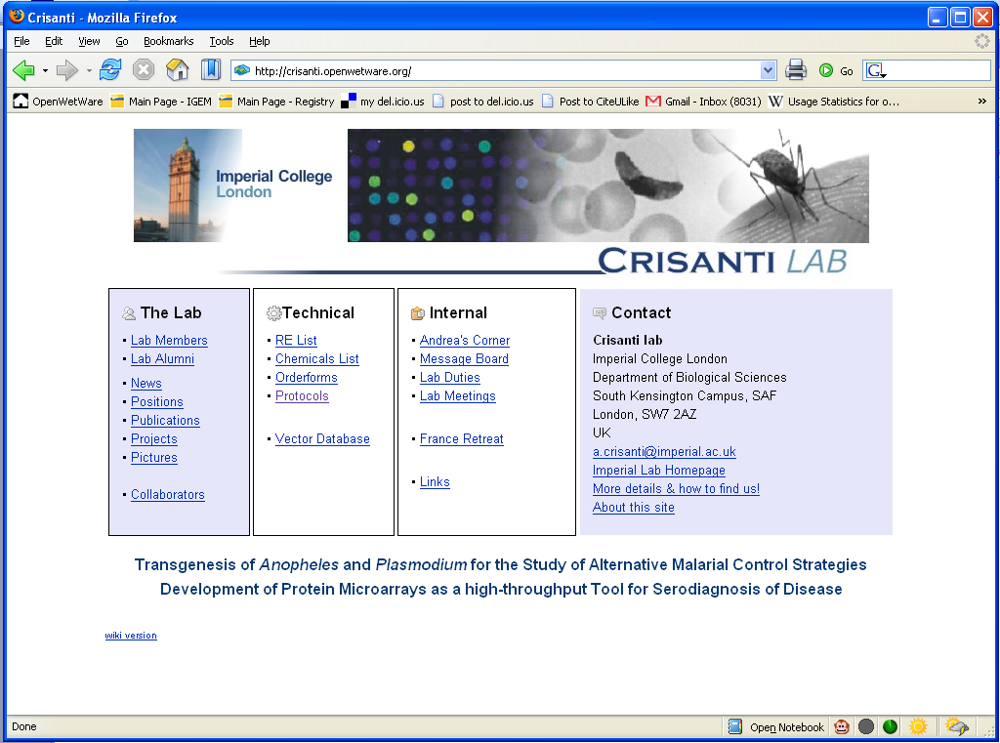 Crisanti - Mozilla Firefox
File Edit View Go Bookmarks Tools Help
http://crisanti.openwetware.org/ Go G
OpenWetWare Main Page - IGEM Main Page - Registry my del.icio.us post to del.icio.us Post to CiteULike Gmail - Inbox (8031) W Usage Statistics for o... »
Imperial College
London
CRISANTI LAB
The Lab
Lab Members
Lab Alumni
News
Positions
Publications
Projects
Pictures
Collaborators
Technical
RE List
Chemicals List
Orderforms
Protocols
Vector Database
Internal
Andrea's Corner
Message Board
Lab Duties
Lab Meetings
France Retreat
Links
Contact
Crisanti lab
Imperial College London
Department of Biological Sciences
South Kensington Campus, SAF
London, SW7 2AZ
UK
a.crisanti@imperial.ac.uk
Imperial Lab Homepage
More details & how to find us!
About this site
Transgenesis of Anopheles and Plasmodium for the Study of Alternative Malarial Control Strategies
Development of Protein Microarrays as a high-throughput Tool for Serodiagnosis of Disease
wiki version
Done Open Notebook